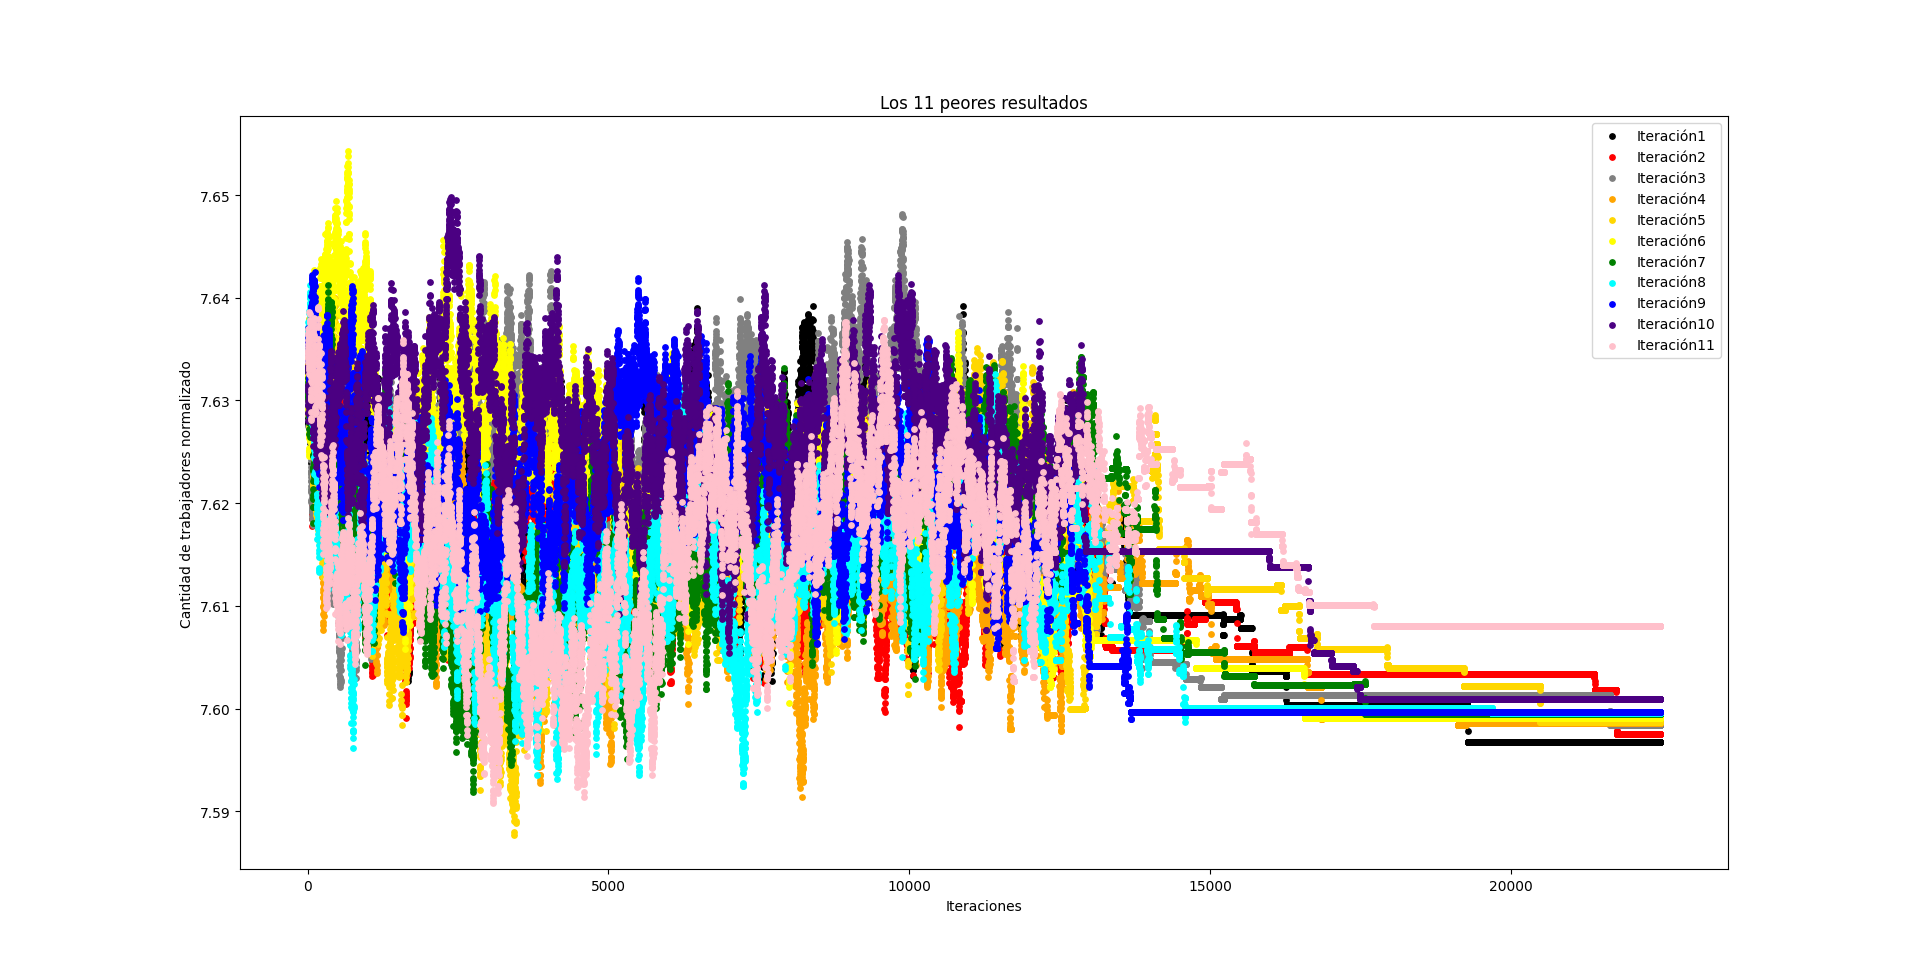 Los 11 peores resultados
Iteración1
Iteración2
Iteración3
Iteración4
Iteración5
Iteración6
Iteración7
Iteración8
Iteración9
Iteración10
Iteración11
Cantidad de trabajadores normalizado
7.65
7.64
7.63
7.62
7.61
7.60
7.59
0 5000 10000 15000 20000
Iteraciones